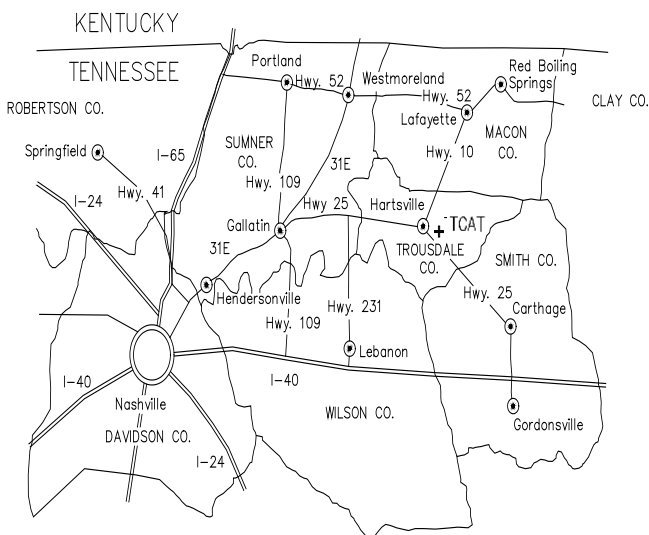 KENTUCKY
TENNESSEE
ROBERTSON CO.
Springfield
Hwy. 41
I-65
I-24
Portland
Hwy. 52
Westmoreland
Hwy. 52
Red Boiling
Springs
CLAY CO.
Lafayette
MACON
CO.
SUMNER
CO.
31E
Hwy. 10
Hwy. 109
Hwy 25
Hartsville
Gallatin
TCAT
TROUSDALE
CO.
SMITH CO.
31E
Hendersonville
Hwy. 109
Hwy. 231
Hwy. 25
Carthage
Lebanon
I-40
I-40
Nashville
DAVIDSON CO.
WILSON CO.
Gordonsville
I-24